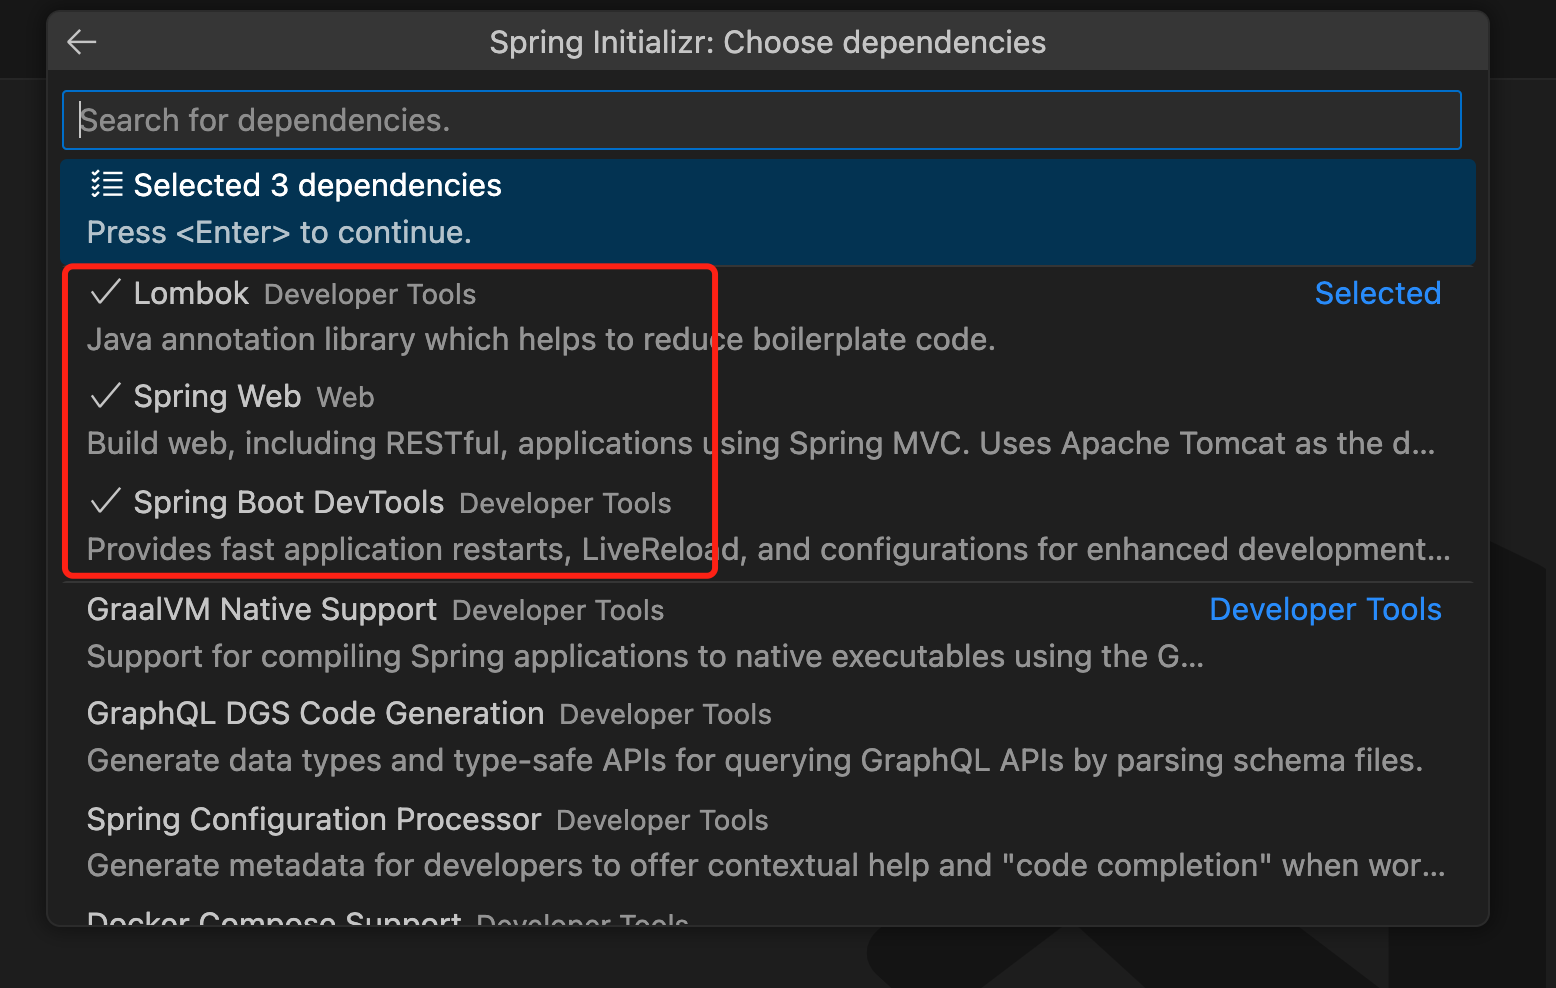 Spring Initializr: Choose dependencies
Search for dependencies.
Selected 3 dependencies
Press <Enter> to continue.
Lombok Developer Tools Selected
Java annotation library which helps to reduce boilerplate code.
Spring Web Web
Build web, including RESTful, applications using Spring MVC. Uses Apache Tomcat as the d...
Spring Boot DevTools Developer Tools
Provides fast application restarts, LiveReload, and configurations for enhanced development...
GraalVM Native Support Developer Tools Developer Tools
Support for compiling Spring applications to native executables using the G...
GraphQL DGS Code Generation Developer Tools
Generate data types and type-safe APIs for querying GraphQL APIs by parsing schema files.
Spring Configuration Processor Developer Tools
Generate metadata for developers to offer contextual help and "code completion" when wor...
Docker Compose Support Developer Tools